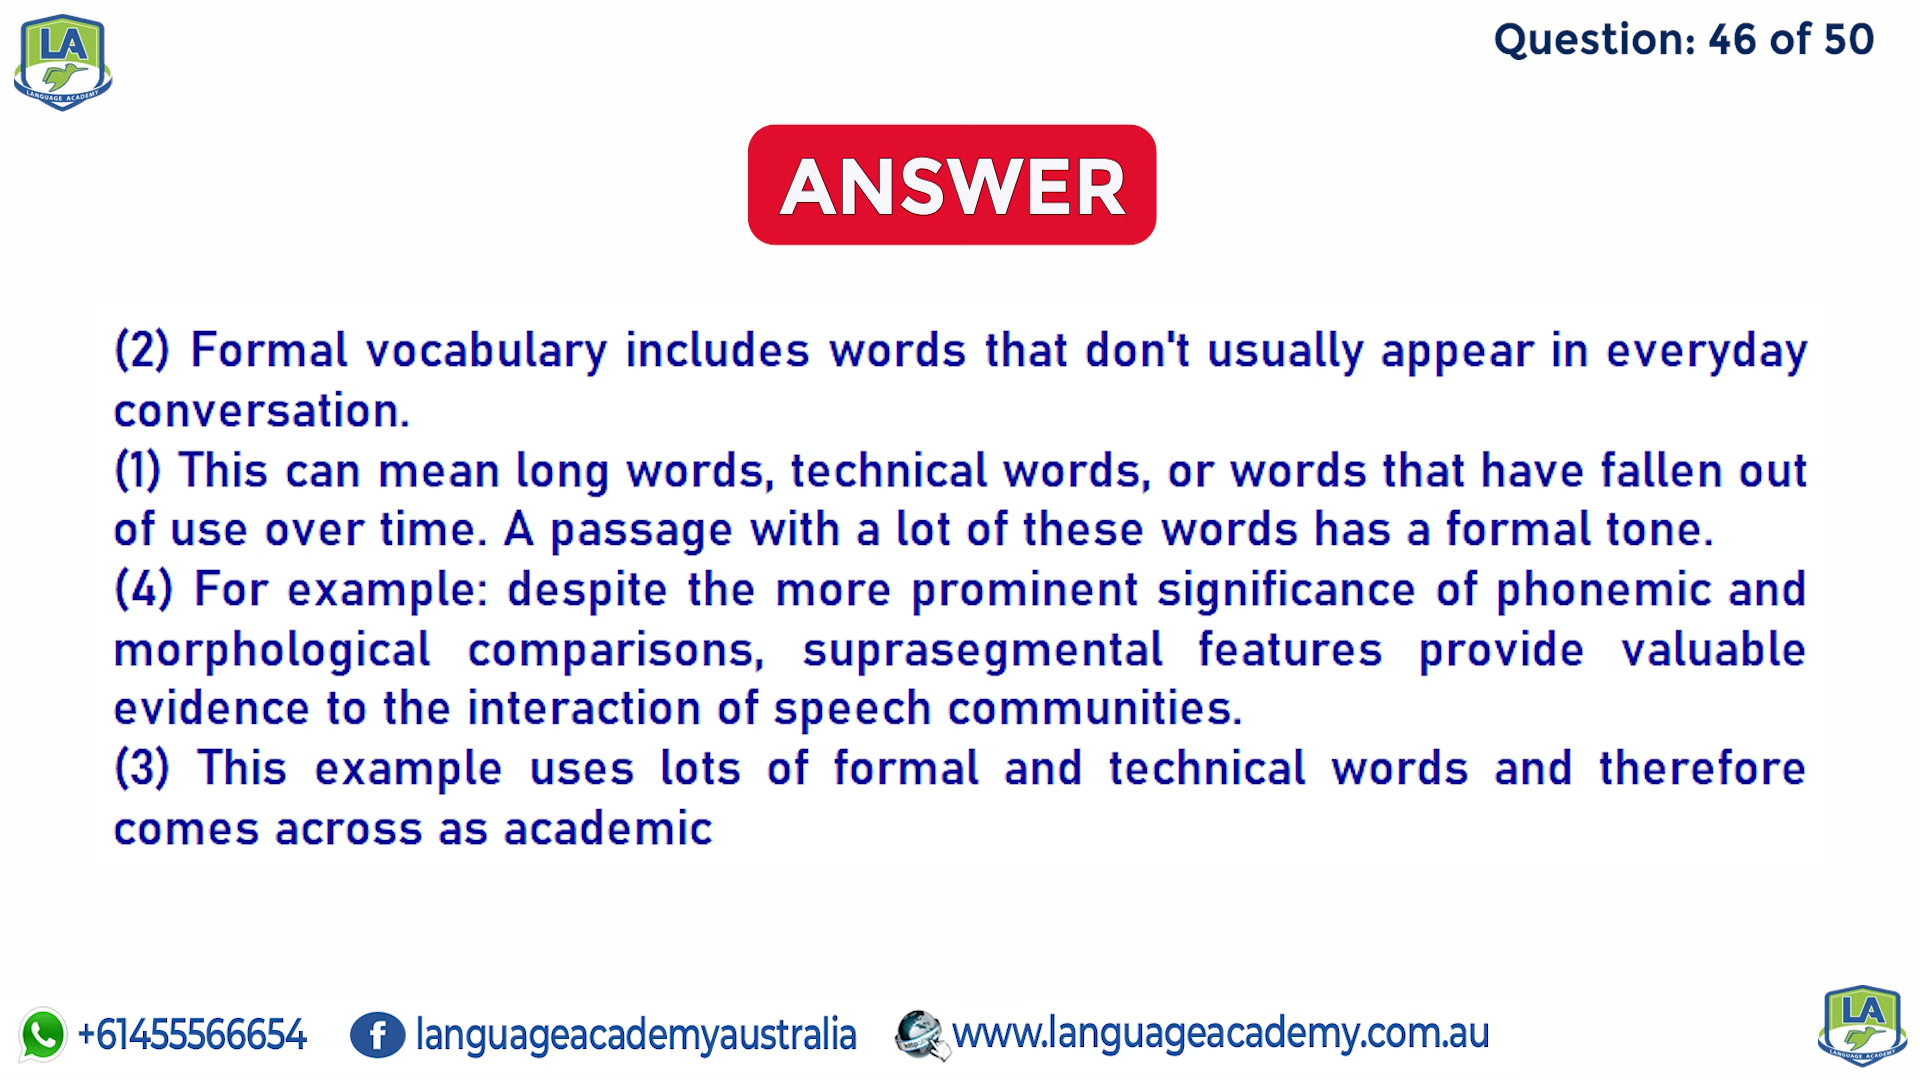 LA
LANGUAGE ACADEMY
Question: 46 of 50
ANSWER
(2) Formal vocabulary includes words that don't usually appear in everyday
conversation.
(1) This can mean long words, technical words, or words that have fallen out
of use over time. A passage with a lot of these words has a formal tone.
(4) For example: despite the more prominent significance of phonemic and
morphological comparisons, suprasegmental features provide valuable
evidence to the interaction of speech communities.
(3) This example uses lots of formal and technical words and therefore
comes across as academic
+61455566654
f
languageacademyaustralia
www.languageacademy.com.au
LA
LANGUAGE ACADEMY